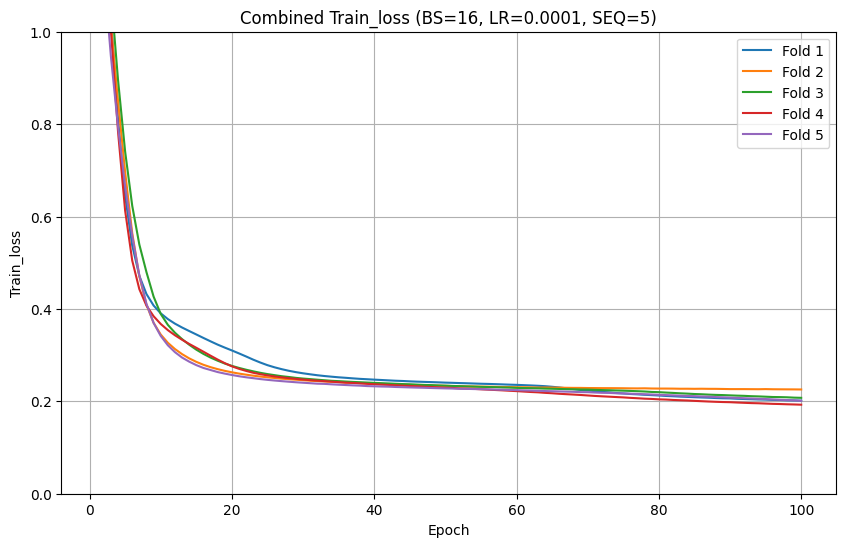 Combined Train_loss (BS=16, LR=0.0001, SEQ=5)
Train_loss
1.0
0.8
0.6
0.4
0.2
0.0
Fold 1
Fold 2
Fold 3
Fold 4
Fold 5
0 20 40 60 80 100
Epoch